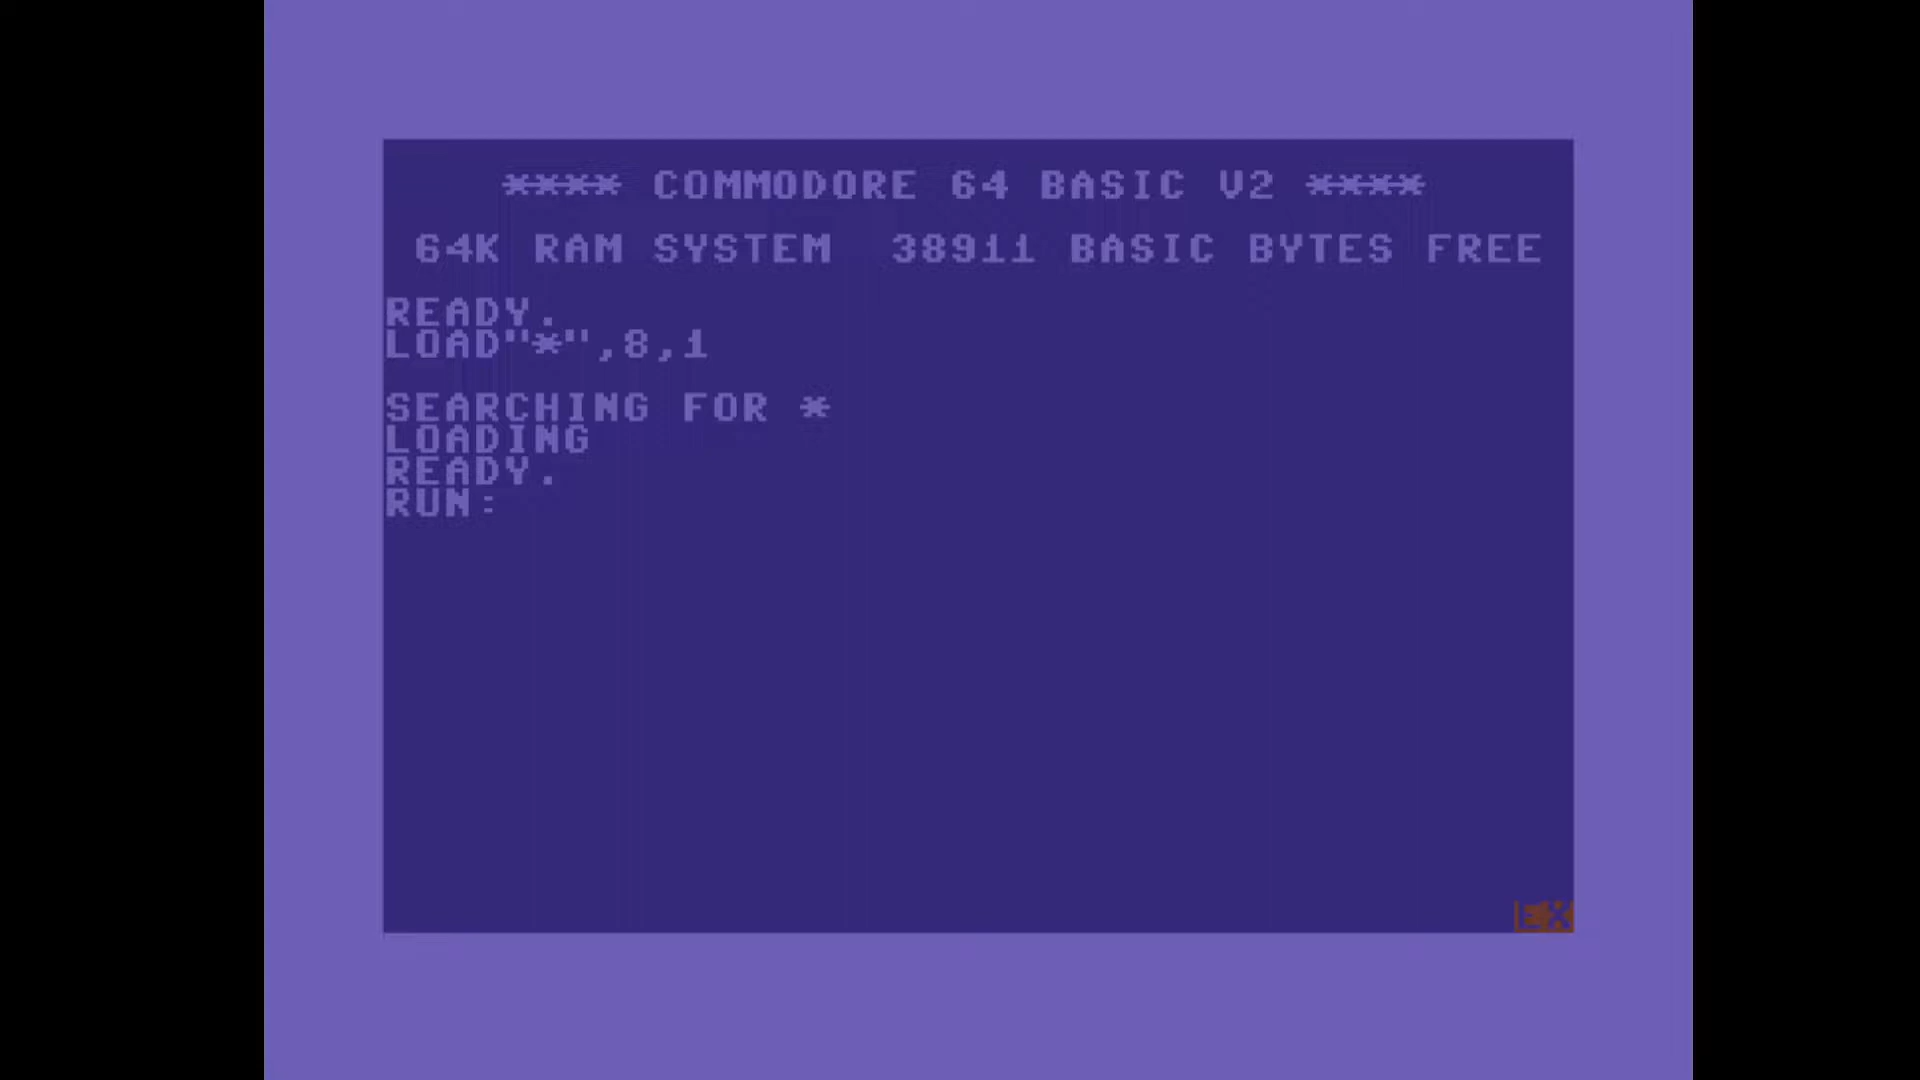 **** COMMODORE 64 BASIC V2 ****
64K RAM SYSTEM  38911 BASIC BYTES FREE
READY.
LOAD"*",8,1
SEARCHING FOR *
LOADING
READY.
RUN:
EX